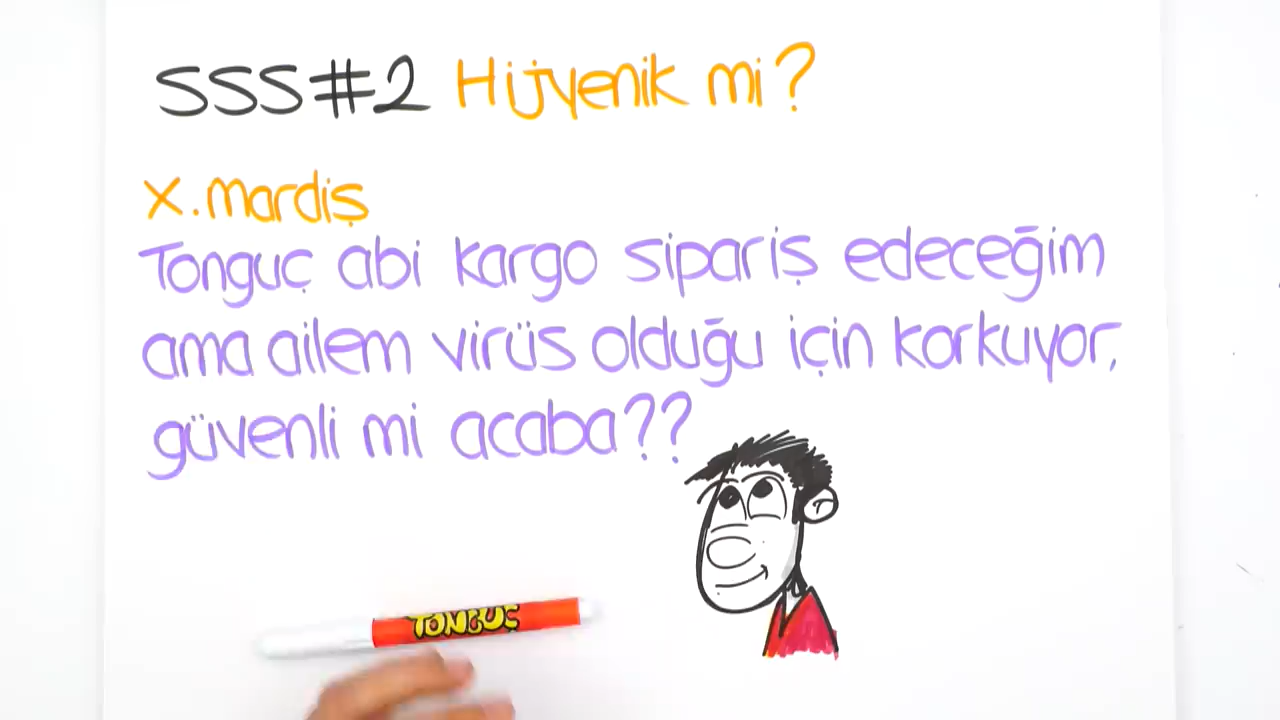 SSS#2 Hijyenik mi?
x.mardiş
Tonguç abi kargo sipariş edeceğim
ama ailem virüs olduğu için korkuyor,
güvenli mi acaba??
TONGUÇ